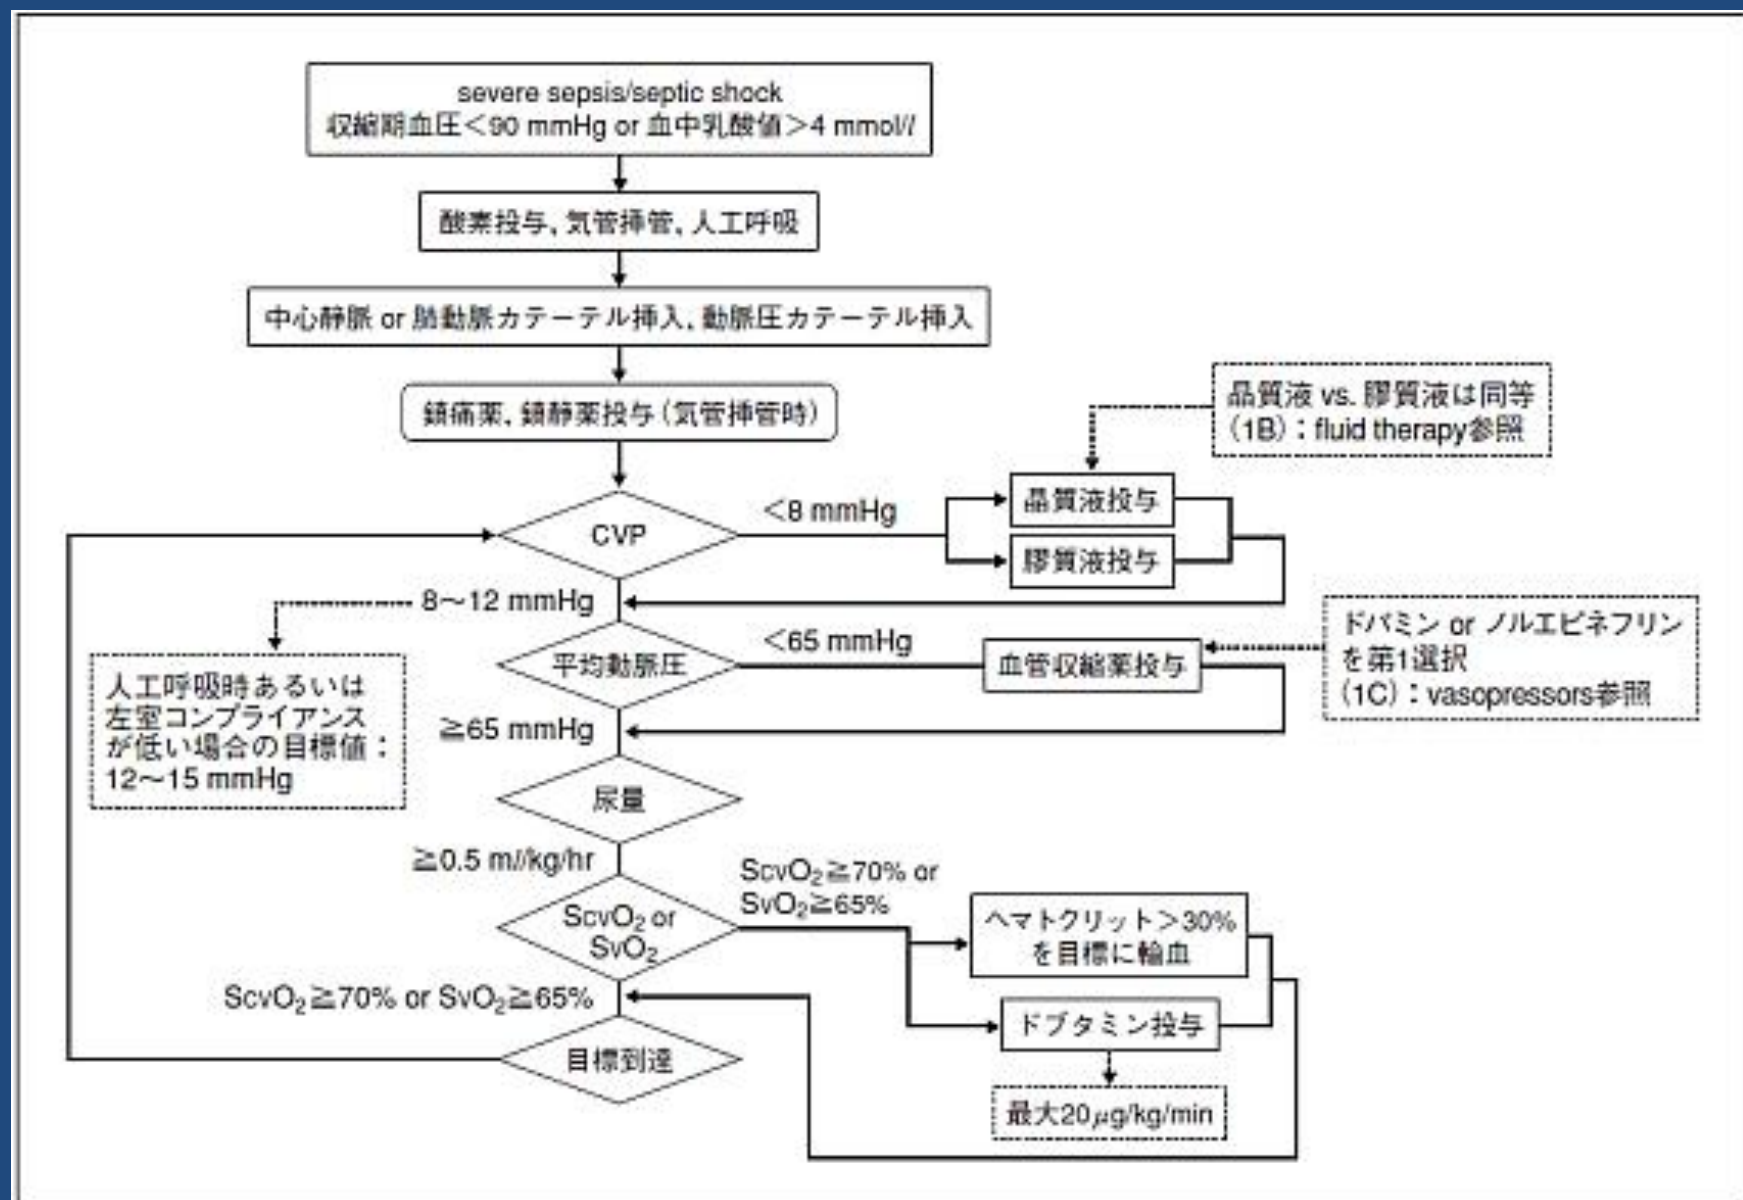 severe sepsis/septic shock
収縮期血圧＜90 mmHg or 血中乳酸値＞4 mmol/l
酸素投与，気管挿管，人工呼吸
中心静脈 or 肺動脈カテーテル挿入，動脈圧カテーテル挿入
鎮痛薬，鎮静薬投与（気管挿管時）
晶質液 vs. 膠質液は同等
（1B）：fluid therapy参照
CVP
＜8 mmHg
晶質液投与
膠質液投与
8～12 mmHg
人工呼吸時あるいは
左室コンプライアンス
が低い場合の目標値：
12～15 mmHg
平均動脈圧
＜65 mmHg
血管収縮薬投与
ドパミン or ノルエピネフリン
を第1選択
（1C）：vasopressors参照
≧65 mmHg
尿量
≧0.5 ml/kg/hr
ScvO₂ or
SvO₂
ScvO₂≧70% or
SvO₂≧65%
ヘマトクリット＞30%
を目標に輸血
ドブタミン投与
最大20μg/kg/min
ScvO₂≧70% or SvO₂≧65%
目標到達